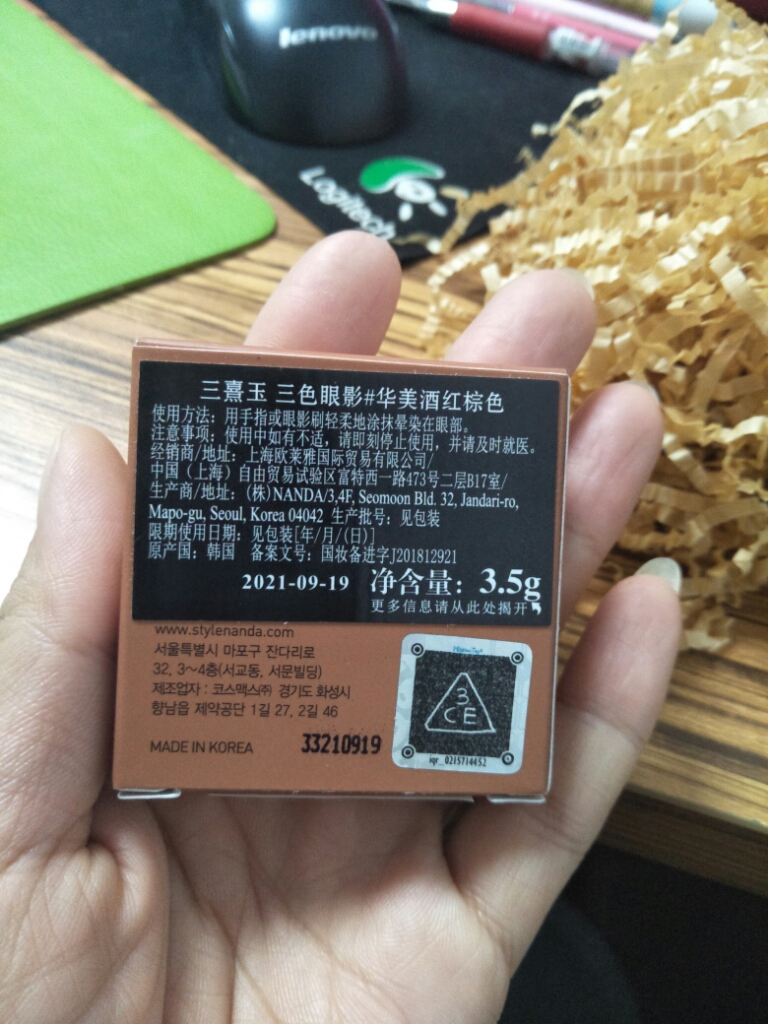 lenovo
Logitech
三熹玉 三色眼影#华美酒红棕色
使用方法：用手指或眼影刷轻柔地涂抹晕染在眼部。
注意事项：使用中如有不适，请即刻停止使用，并请及时就医。
经销商/地址：上海欧莱雅国际贸易有限公司/
中国（上海）自由贸易试验区富特西一路473号二层B17室/
生产商/地址：(株)NANDA/3,4F, Seomoon Bld. 32, Jandari-ro,
Mapo-gu, Seoul, Korea 04042 生产批号：见包装
限期使用日期：见包装[年/月/(日)]
原产国：韩国 备案文号：国妆备进字J201812921
2021-09-19 净含量：3.5g
更多信息请从此处揭开
www.stylenanda.com
서울특별시 마포구 잔다리로
32, 3~4층(서교동, 서문빌딩)
제조업자 : 코스맥스㈜ 경기도 화성시
향남읍 제약공단 1길 27, 2길 46
MADE IN KOREA 33210919
3
CE
iqr_0215714452